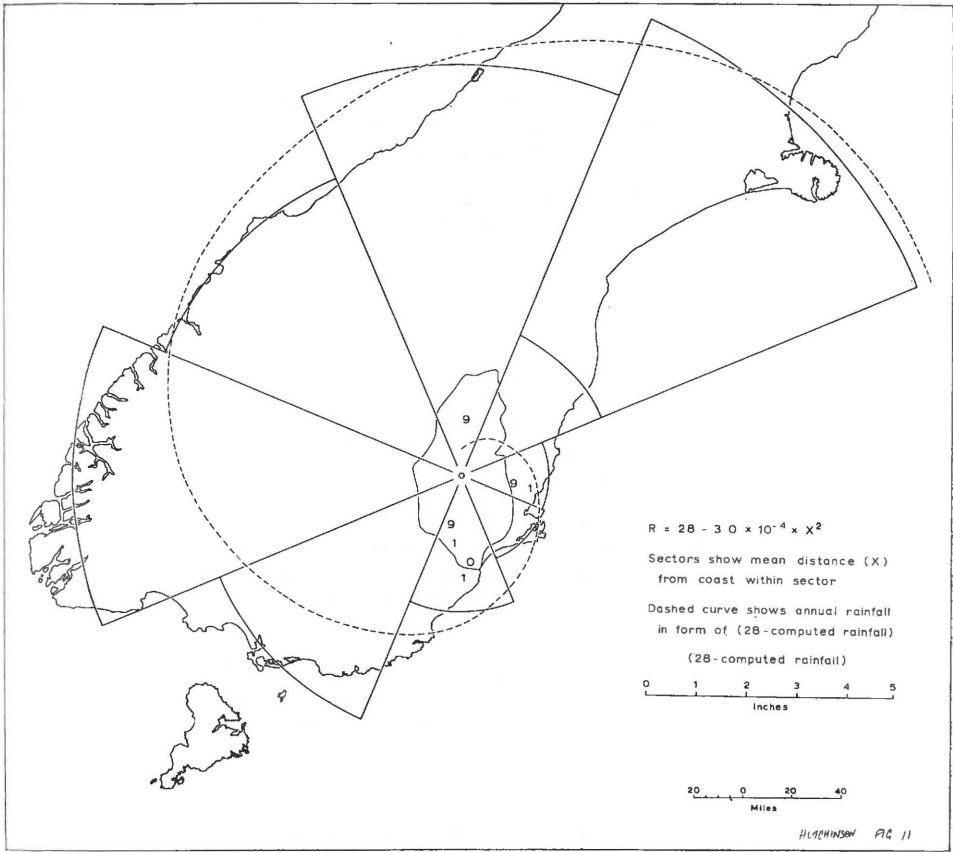 9
9 1
9
1
O
1
R = 28 - 3 0 × 10⁻⁴ × X²
Sectors show mean distance (X)
from coast within sector
Dashed curve shows annual rainfall
in form of (28-computed rainfall)
(28-computed rainfall)
0 1 2 3 4 5
Inches
20 0 20 40
Miles
HUTCHINSON FIG 11